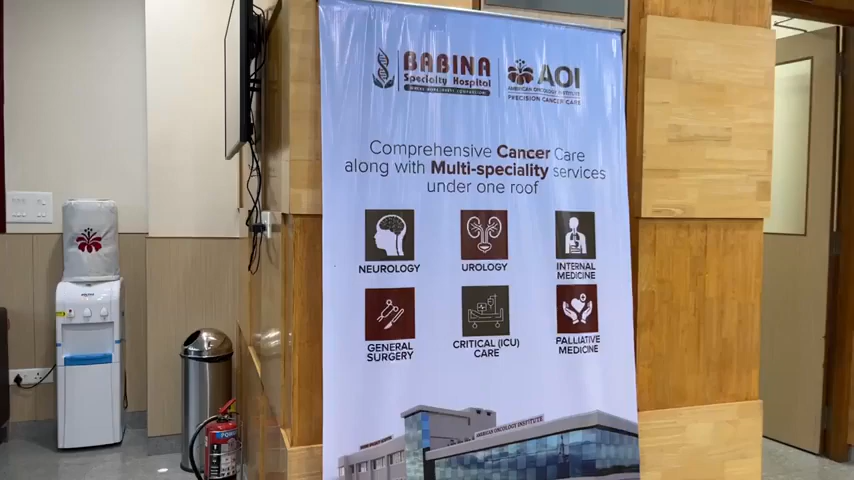 BABINA
Specialty Hospital
AOI
AMERICAN ONCOLOGY INSTITUTE
PRECISION CANCER CARE
Comprehensive Cancer Care
along with Multi-speciality services
under one roof
NEUROLOGY
UROLOGY
INTERNAL
MEDICINE
GENERAL
SURGERY
CRITICAL (ICU)
CARE
PALLIATIVE
MEDICINE
AMERICAN ONCOLOGY INSTITUTE